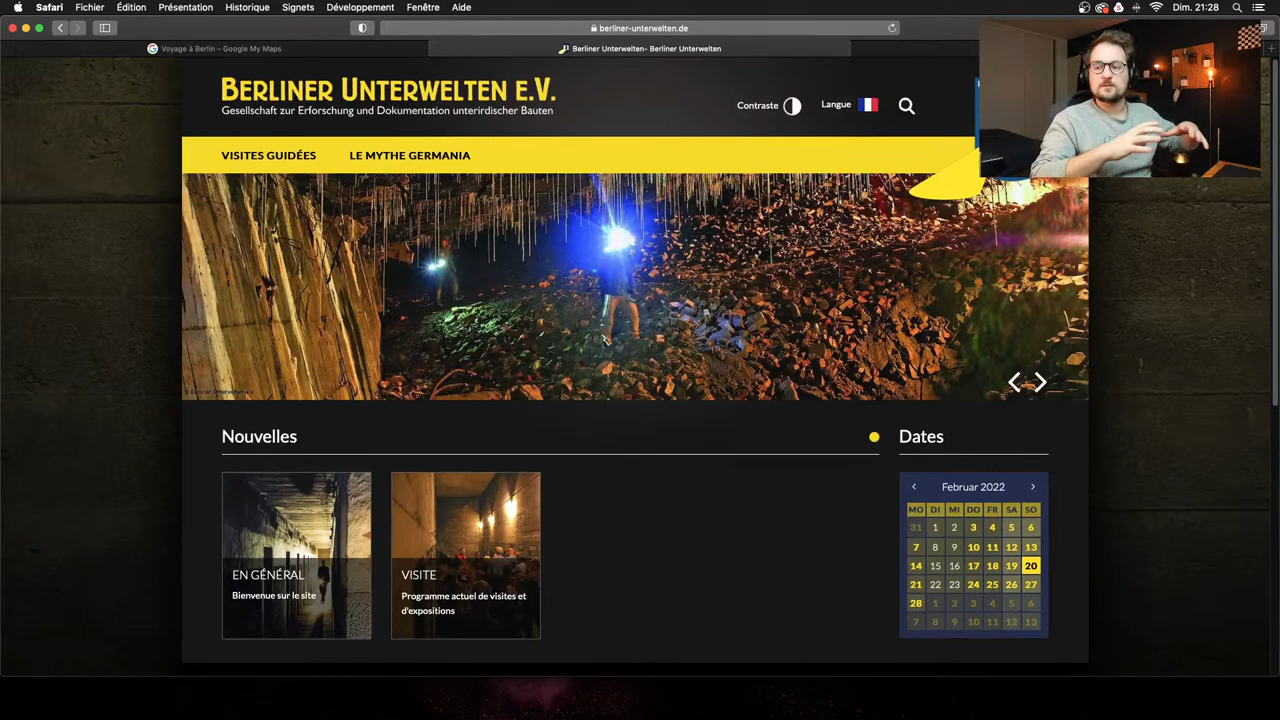 Safari Fichier Édition Présentation Historique Signets Développement Fenêtre Aide Dim. 21:28
berliner-unterwelten.de
Voyage à Berlin – Google My Maps Berliner Unterwelten- Berliner Unterwelten
BERLINER UNTERWELTEN E.V.
Gesellschaft zur Erforschung und Dokumentation unterirdischer Bauten
Contraste Langue
VISITES GUIDÉES LE MYTHE GERMANIA
© Berliner Unterwelten e.V.
Nouvelles
Dates
EN GÉNÉRAL
Bienvenue sur le site
VISITE
Programme actuel de visites et
d'expositions
Februar 2022
MO DI MI DO FR SA SO
31 1 2 3 4 5 6
7 8 9 10 11 12 13
14 15 16 17 18 19 20
21 22 23 24 25 26 27
28 1 2 3 4 5 6
7 8 9 10 11 12 13